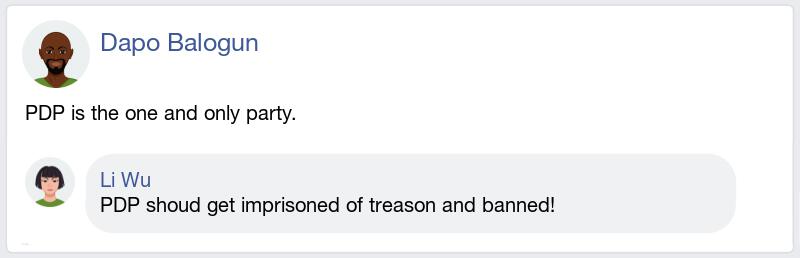 Dapo Balogun
PDP is the one and only party.
Li Wu
PDP shoud get imprisoned of treason and banned!